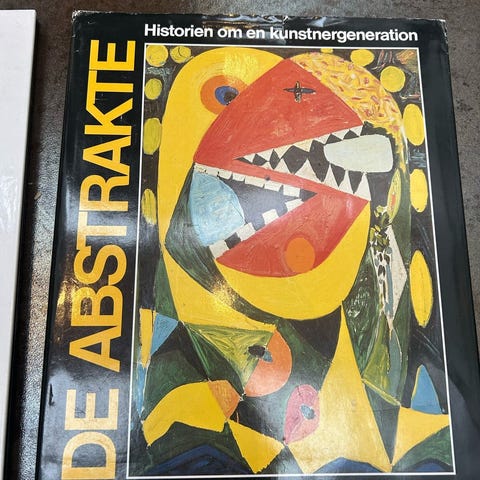 Historien om en kunstnergeneration
DE ABSTRAKTE